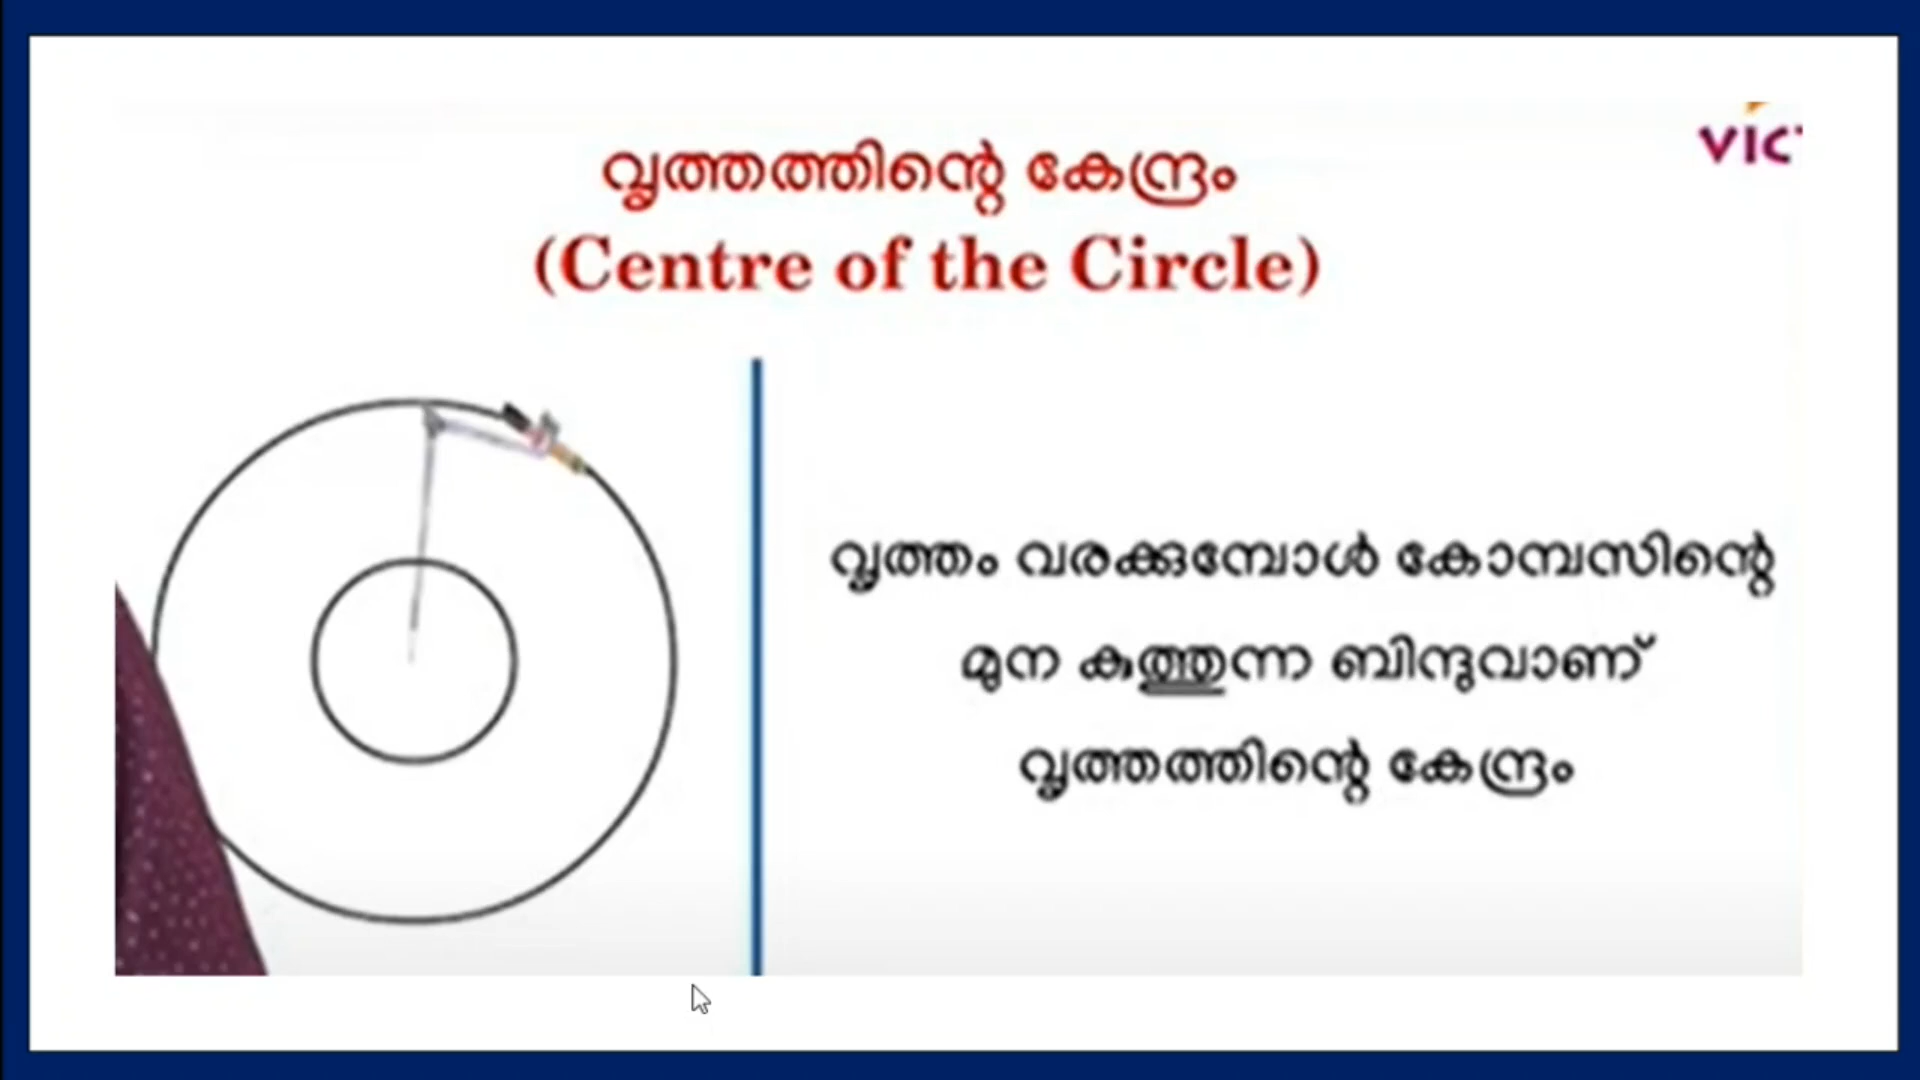 വൃത്തത്തിന്റെ കേന്ദ്രം
(Centre of the Circle)
വൃത്തം വരക്കുമ്പോൾ കോമ്പസിന്റെ
മുന കുത്തുന്ന ബിന്ദുവാണ്
വൃത്തത്തിന്റെ കേന്ദ്രം